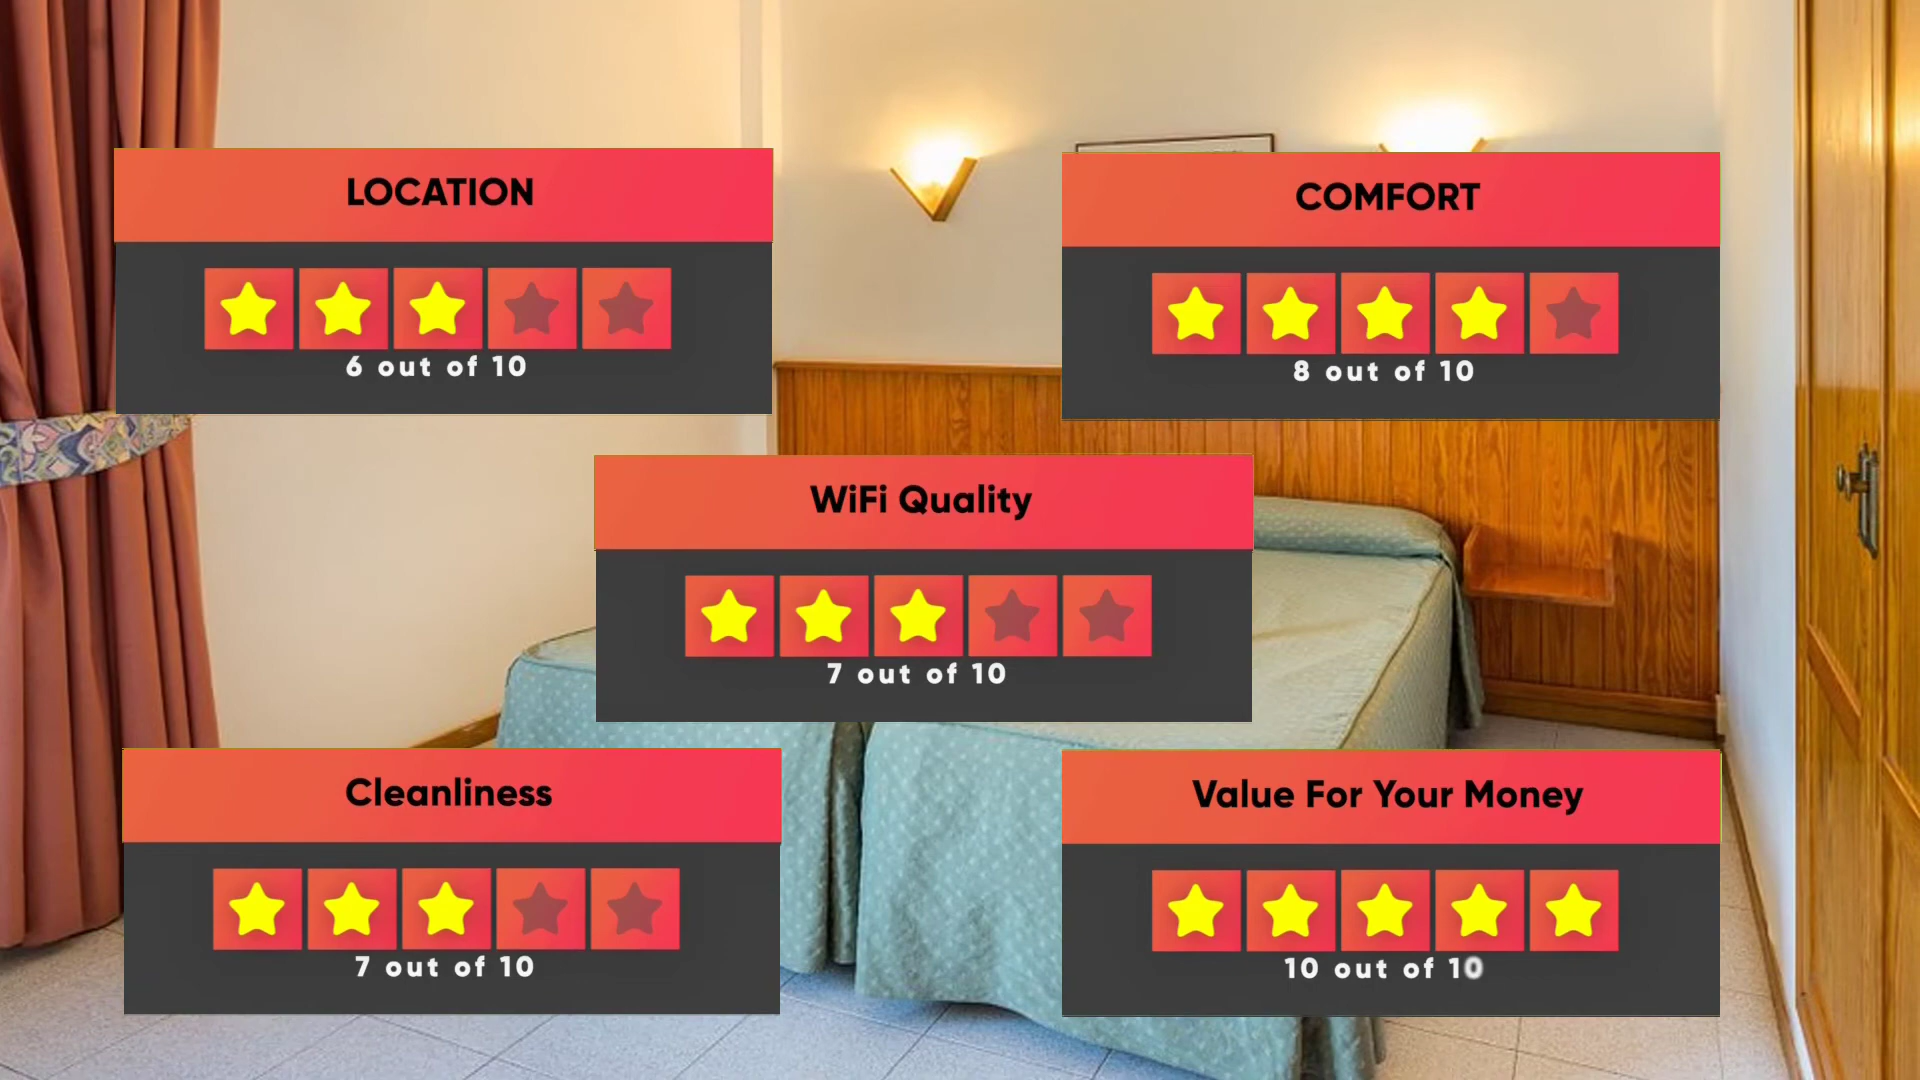 LOCATION
6 out of 10
COMFORT
8 out of 10
WiFi Quality
7 out of 10
Cleanliness
7 out of 10
Value For Your Money
10 out of 10